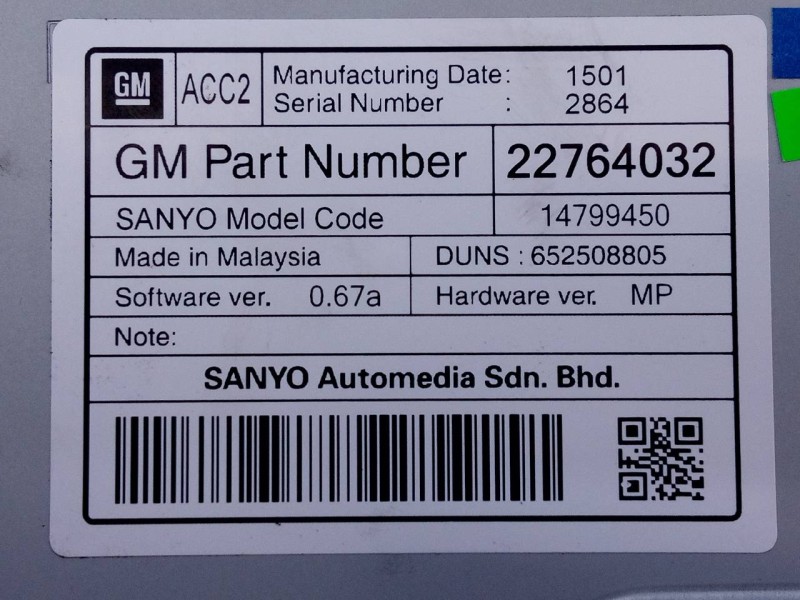 GM ACC2 Manufacturing Date: 1501
Serial Number : 2864
GM Part Number 22764032
SANYO Model Code 14799450
Made in Malaysia DUNS : 652508805
Software ver. 0.67a Hardware ver. MP
Note:
SANYO Automedia Sdn. Bhd.